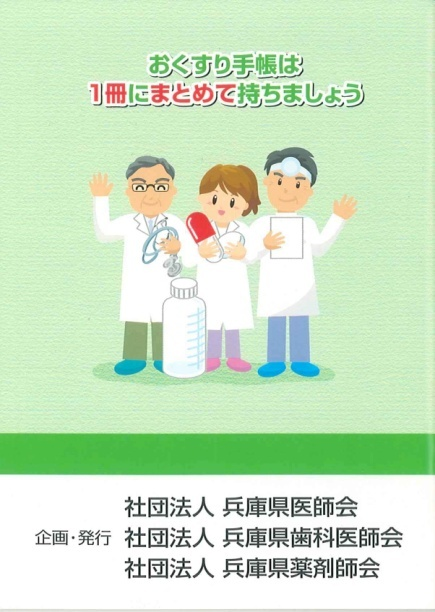 おくすり手帳は
1冊にまとめて持ちましょう
社団法人 兵庫県医師会
企画・発行 社団法人 兵庫県歯科医師会
社団法人 兵庫県薬剤師会